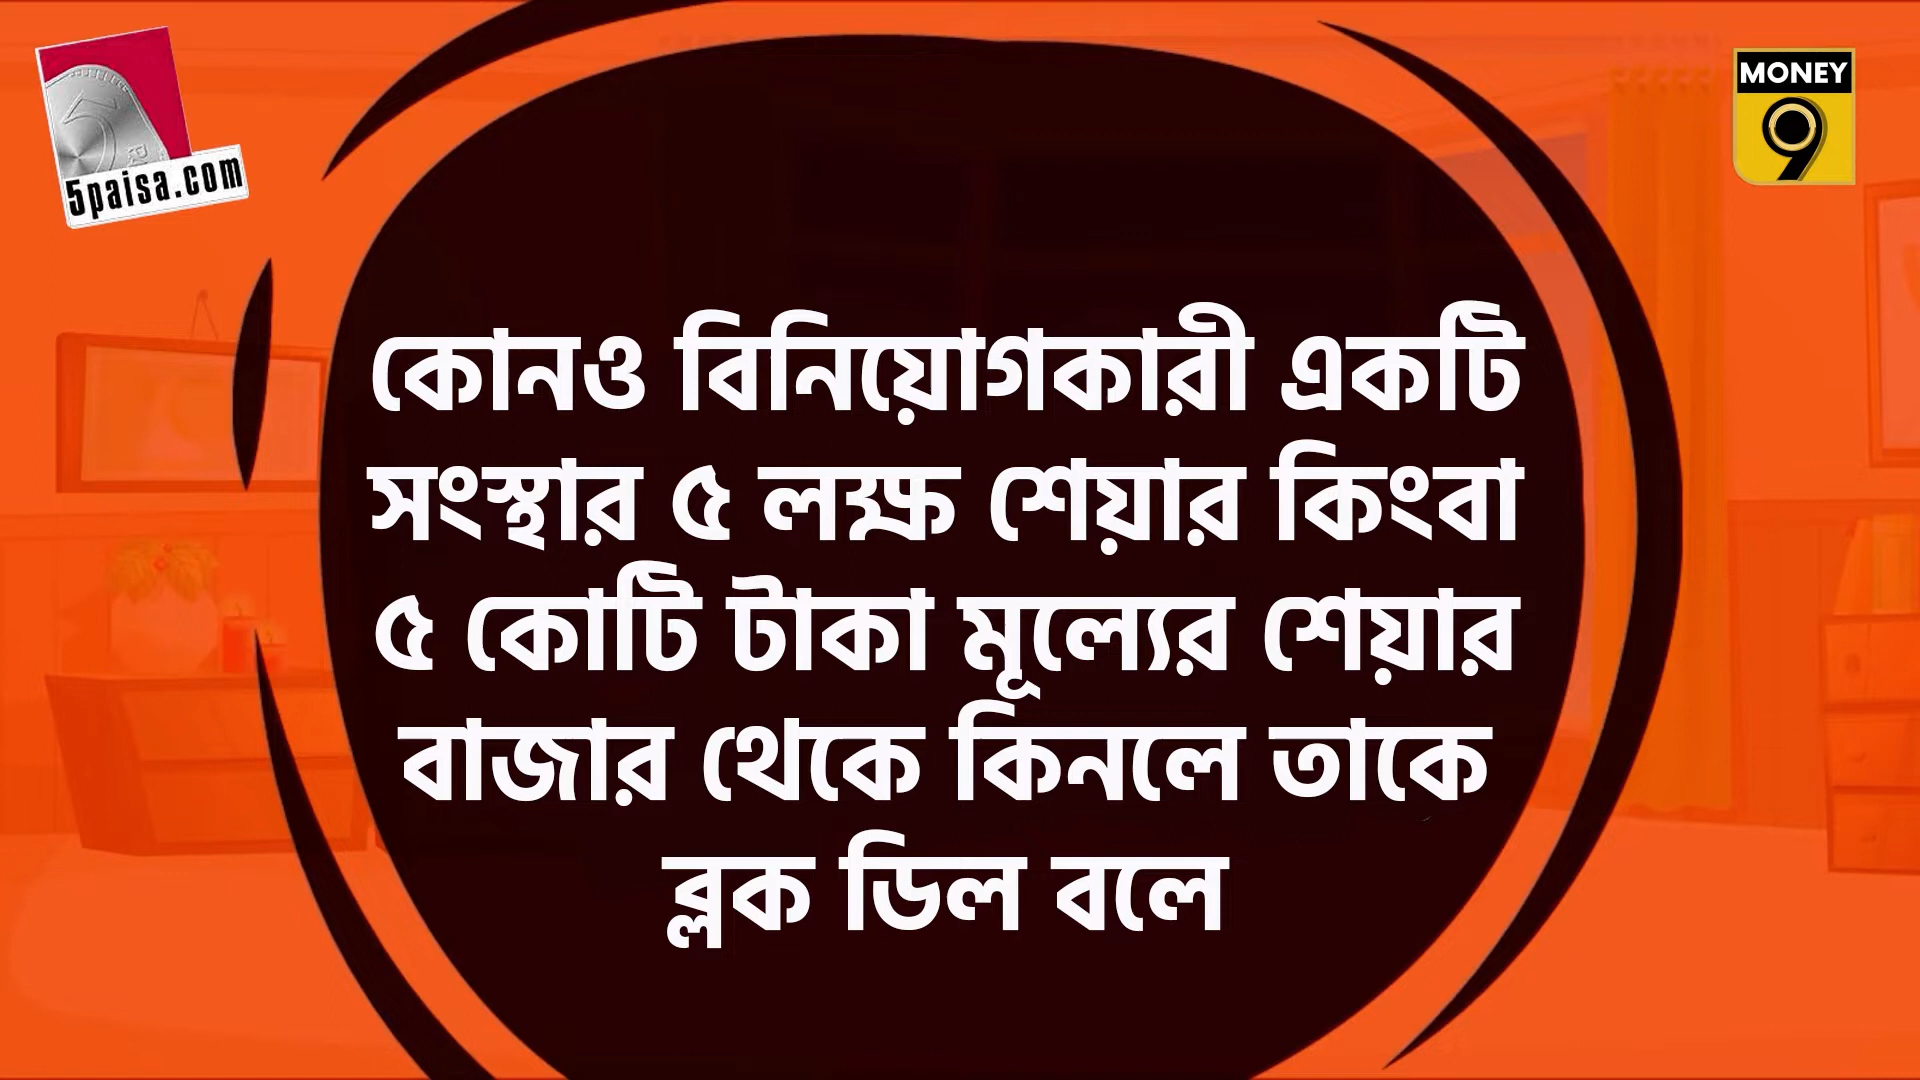 5paisa.com
MONEY
9
কোনও বিনিয়োগকারী একটি
সংস্থার ৫ লক্ষ শেয়ার কিংবা
৫ কোটি টাকা মূল্যের শেয়ার
বাজার থেকে কিনলে তাকে
ব্লক ডিল বলে